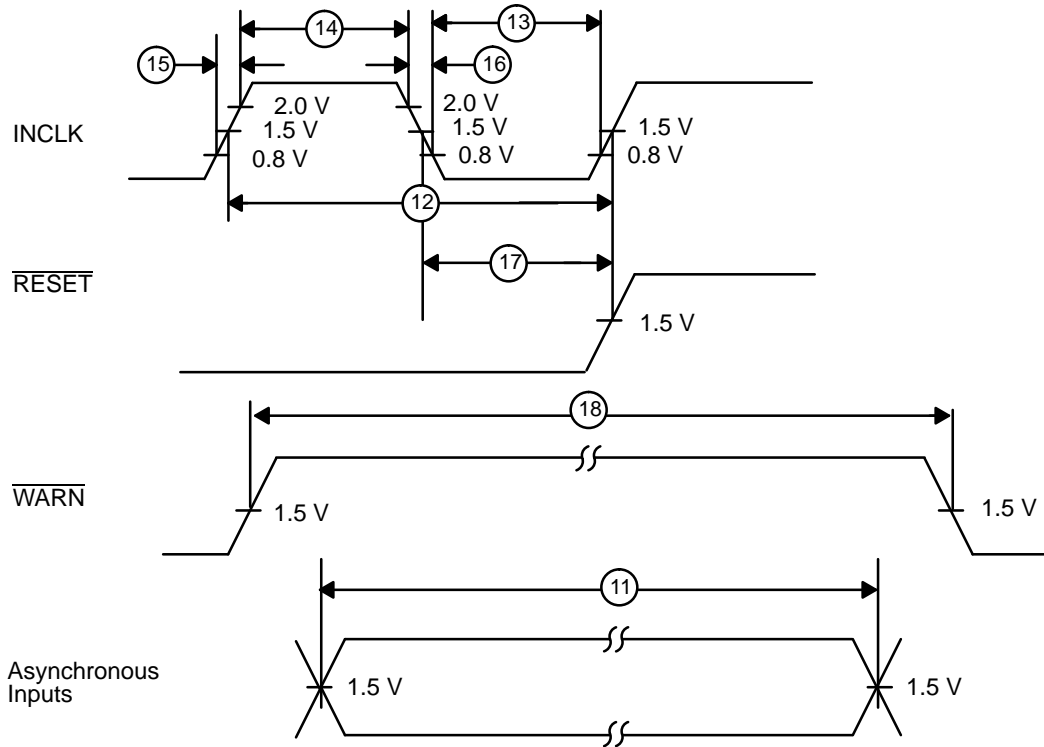 14
13
15
16
2.0 V
2.0 V
INCLK
1.5 V
1.5 V
1.5 V
0.8 V
0.8 V
0.8 V
12
17
RESET
1.5 V
18
WARN
1.5 V
1.5 V
11
Asynchronous
Inputs
1.5 V
1.5 V